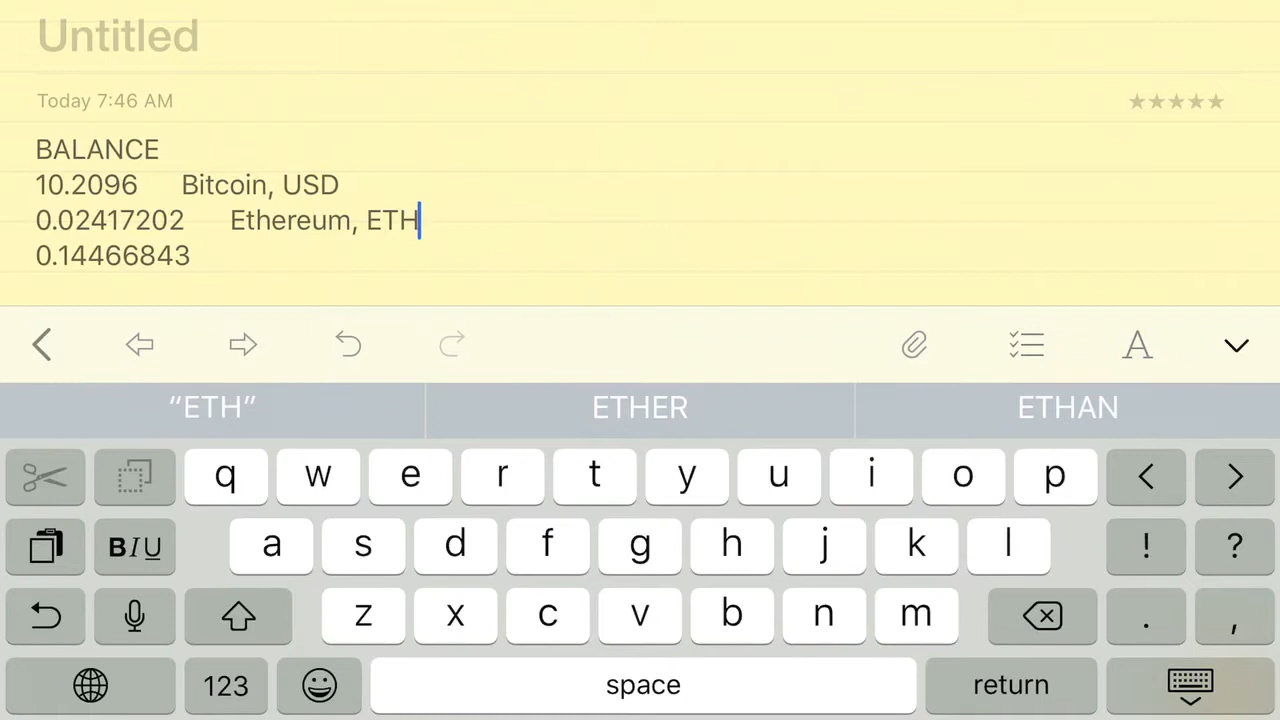 Untitled
Today 7:46 AM
★★★★★
BALANCE
10.2096 Bitcoin, USD
0.02417202 Ethereum, ETH
0.14466843
A
“ETH” ETHER ETHAN
q w e r t y u i o p < >
BIU a s d f g h j k l ! ?
z x c v b n m . ,
123 space return